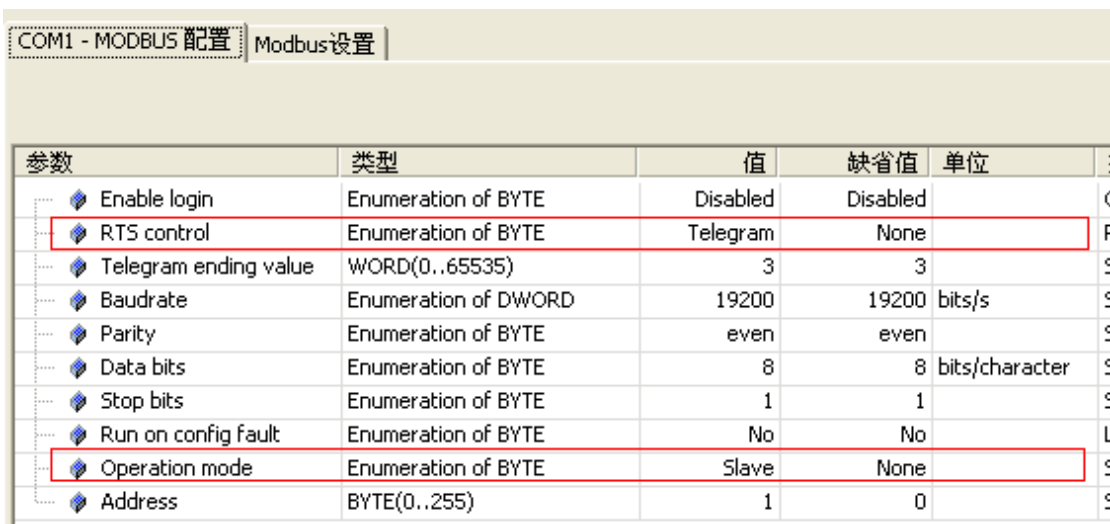 COM1 - MODBUS 配置 Modbus设置
参数 类型 值 缺省值 单位
Enable login Enumeration of BYTE Disabled Disabled
RTS control Enumeration of BYTE Telegram None
Telegram ending value WORD(0..65535) 3 3
Baudrate Enumeration of DWORD 19200 19200 bits/s
Parity Enumeration of BYTE even even
Data bits Enumeration of BYTE 8 8 bits/character
Stop bits Enumeration of BYTE 1 1
Run on config fault Enumeration of BYTE No No
Operation mode Enumeration of BYTE Slave None
Address BYTE(0..255) 1 0